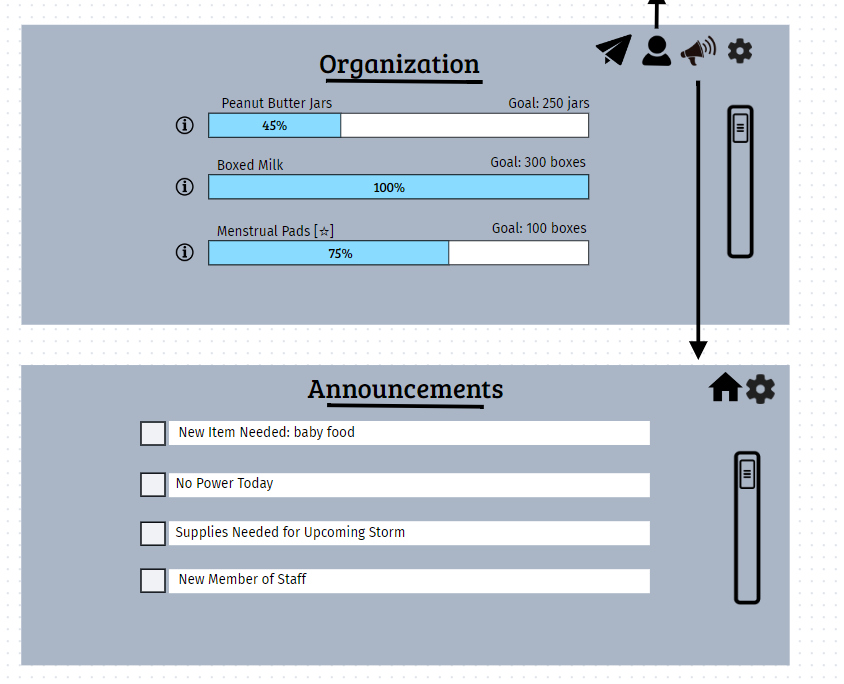 Organization
Peanut Butter Jars
Goal: 250 jars
45%
Boxed Milk
Goal: 300 boxes
100%
Menstrual Pads [☆]
Goal: 100 boxes
75%
Announcements
New Item Needed: baby food
No Power Today
Supplies Needed for Upcoming Storm
New Member of Staff